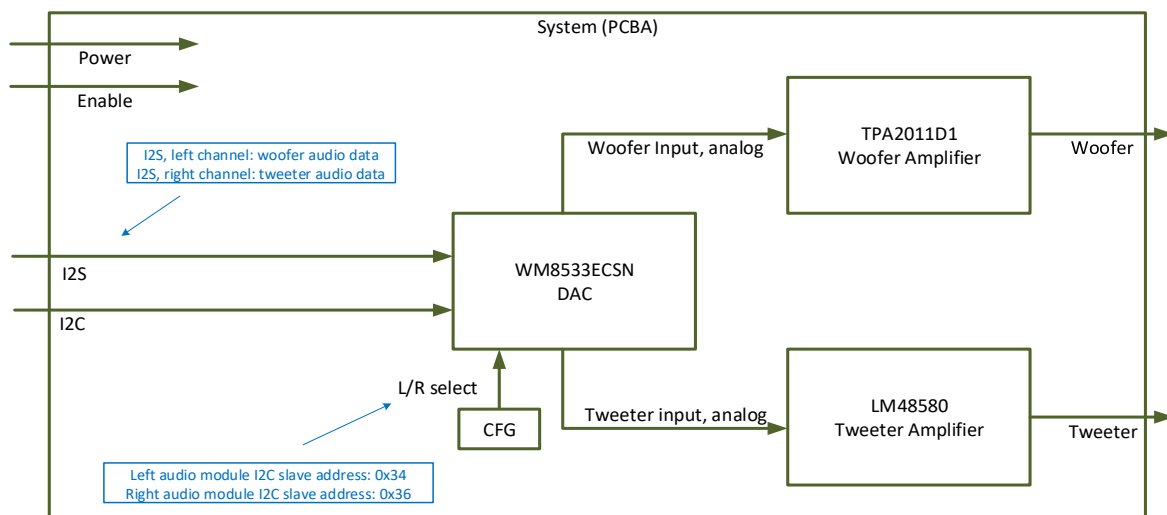 System (PCBA)
Power
Enable
I2S, left channel: woofer audio data
I2S, right channel: tweeter audio data
Woofer Input, analog
TPA2011D1
Woofer Amplifier
Woofer
I2S
I2C
WM8533ECSN
DAC
L/R select
CFG
Tweeter input, analog
LM48580
Tweeter Amplifier
Tweeter
Left audio module I2C slave address: 0x34
Right audio module I2C slave address: 0x36